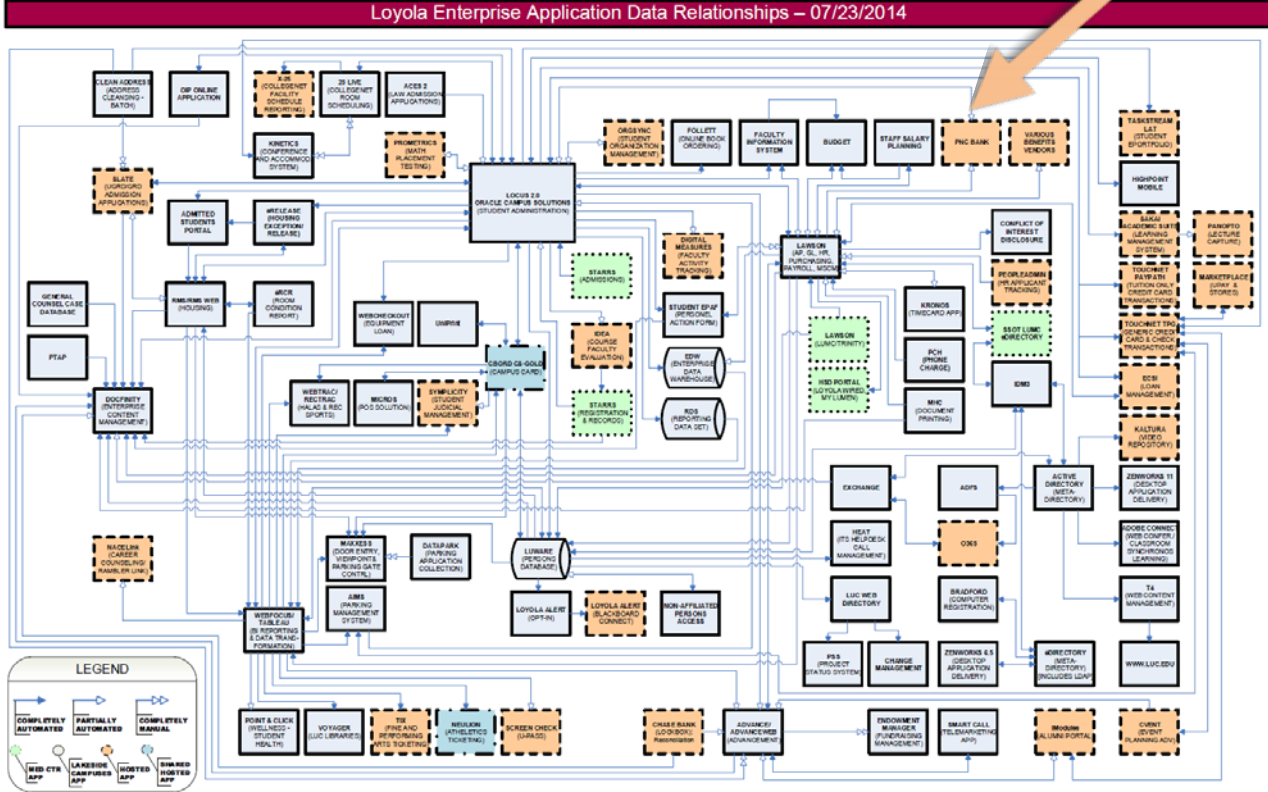 Loyola Enterprise Application Data Relationships – 07/23/2014
CLEAN ADDRESS
(ADDRESS
CLEANSING -
BATCH)
OIP ONLINE
APPLICATION
X-25
(COLLEGENET
FACILITY
SCHEDULE
REPORTING)
25 LIVE
(COLLEGENET
ROOM
SCHEDULING)
ACES 2
(LAW ADMISSION
APPLICATIONS)
KINETICS
(CONFERENCE
AND ACCOMMOD
SYSTEM)
PROMETRICS
(MATH
PLACEMENT
TESTING)
ORGSYNC
(STUDENT
ORGANIZATION
MANAGEMENT)
FOLLETT
(ONLINE BOOK
ORDERING)
FACULTY
INFORMATION
SYSTEM
BUDGET
STAFF SALARY
PLANNING
PNC BANK
VARIOUS
BENEFITS
VENDORS
TASKSTREAM
LAT
(STUDENT
EPORTFOLIO)
HIGHPOINT
MOBILE
SLATE
(UGRD/GRD
ADMISSION
APPLICATIONS)
ADMITTED
STUDENTS
PORTAL
eRELEASE
(HOUSING
EXCEPTION/
RELEASE)
LOCUS 2.0
ORACLE CAMPUS SOLUTIONS
(STUDENT ADMINISTRATION)
DIGITAL
MEASURES
(FACULTY
ACTIVITY
TRACKING)
LAWSON
(AP, GL, HR,
PURCHASING,
PAYROLL, MSCM)
CONFLICT OF
INTEREST
DISCLOSURE
SAKAI
ACADEMIC SUITE
(LEARNING
MANAGEMENT
SYSTEM)
PANOPTO
(LECTURE
CAPTURE)
STARRS
(ADMISSIONS)
PEOPLEADMIN
(HR APPLICANT
TRACKING)
TOUCHNET
PAYPATH
(TUITION ONLY
CREDIT CARD
TRANSACTIONS)
MARKETPLACE
(UPAY &
STORES)
GENERAL
COUNSEL CASE
DATABASE
RMS/RMS WEB
(HOUSING)
eRCR
(ROOM
CONDITION
REPORT)
WEBCHECKOUT
(EQUIPMENT
LOAN)
UNIPRINT
IDEA
(COURSE
FACULTY
EVALUATION)
STUDENT EPAF
(PERSONEL
ACTION FORM)
LAWSON
(LUMC/TRINITY)
KRONOS
(TIMECARD APP)
SSOT LUMC
eDIRECTORY
TOUCHNET TPG
(GENERIC CREDIT
CARD & CHECK
TRANSACTIONS)
PTAP
CBORD CS-GOLD
(CAMPUS CARD)
EDW
(ENTERPRISE
DATA
WAREHOUSE)
PCH
(PHONE
CHARGE)
IDMS
ECSI
(LOAN
MANAGEMENT)
DOCFINITY
(ENTERPRISE
CONTENT
MANAGEMENT)
WEBTRAC/
RECTRAC
(HALAS & REC
SPORTS)
MICROS
(POS SOLUTION)
SYMPLICITY
(STUDENT
JUDICIAL
MANAGEMENT)
STARRS
(REGISTRATION
& RECORDS)
RDS
(REPORTING
DATA SET)
HSD PORTAL
(LOYOLA WIRED,
MY LUMEN)
MHC
(DOCUMENT
PRINTING)
KALTURA
(VIDEO
REPOSITORY)
EXCHANGE
ADFS
ACTIVE
DIRECTORY
(META-
DIRECTORY)
ZENWORKS 11
(DESKTOP
APPLICATION
DELIVERY)
NACELINK
(CAREER
COUNSELING/
RAMBLER LINK)
MAXXESS
(DOOR ENTRY,
VIEWPOINT &
PARKING GATE
CONTRL)
DATAPARK
(PARKING
APPLICATION
COLLECTION)
LUWARE
(PERSONS
DATABASE)
HEAT
(ITS HELPDESK
CALL
MANAGEMENT)
O365
ADOBE CONNECT
(WEB CONFER./
CLASSROOM
SYNCHRONOS
LEARNING)
AIMS
(PARKING
MANAGEMENT
SYSTEM)
LOYOLA ALERT
(OPT-IN)
LOYOLA ALERT
(BLACKBOARD
CONNECT)
NON-AFFILIATED
PERSONS
ACCESS
LUC WEB
DIRECTORY
BRADFORD
(COMPUTER
REGISTRATION)
T4
(WEB CONTENT
MANAGEMENT)
WEBFOCUS/
TABLEAU
(BI REPORTING
& DATA TRANS-
FORMATION)
PSS
(PROJECT
STATUS SYSTEM)
CHANGE
MANAGEMENT
ZENWORKS 6.5
(DESKTOP
APPLICATION
DELIVERY)
eDIRECTORY
(META-
DIRECTORY)
(INCLUDES LDAP)
WWW.LUC.EDU
LEGEND
COMPLETELY
AUTOMATED
PARTIALLY
AUTOMATED
COMPLETELY
MANUAL
MED CTR
APP
LAKESIDE
CAMPUSES
APP
HOSTED
APP
SHARED
HOSTED
APP
POINT & CLICK
(WELLNESS -
STUDENT
HEALTH)
VOYAGER
(LUC LIBRARIES)
TIX
(FINE AND
PERFORMING
ARTS TICKETING)
NEULION
(ATHELETICS
TICKETING)
SCREEN CHECK
(U-PASS)
CHASE BANK
(LOCKBOX):
Reconciliation
ADVANCE/
ADVANCEWEB
(ADVANCEMENT)
ENDOWMENT
MANAGER
(FUNDRAISING
MANAGEMENT)
SMART CALL
(TELEMARKETING
APP)
iModules
(ALUMNI PORTAL)
CVENT
(EVENT
PLANNING ADV)